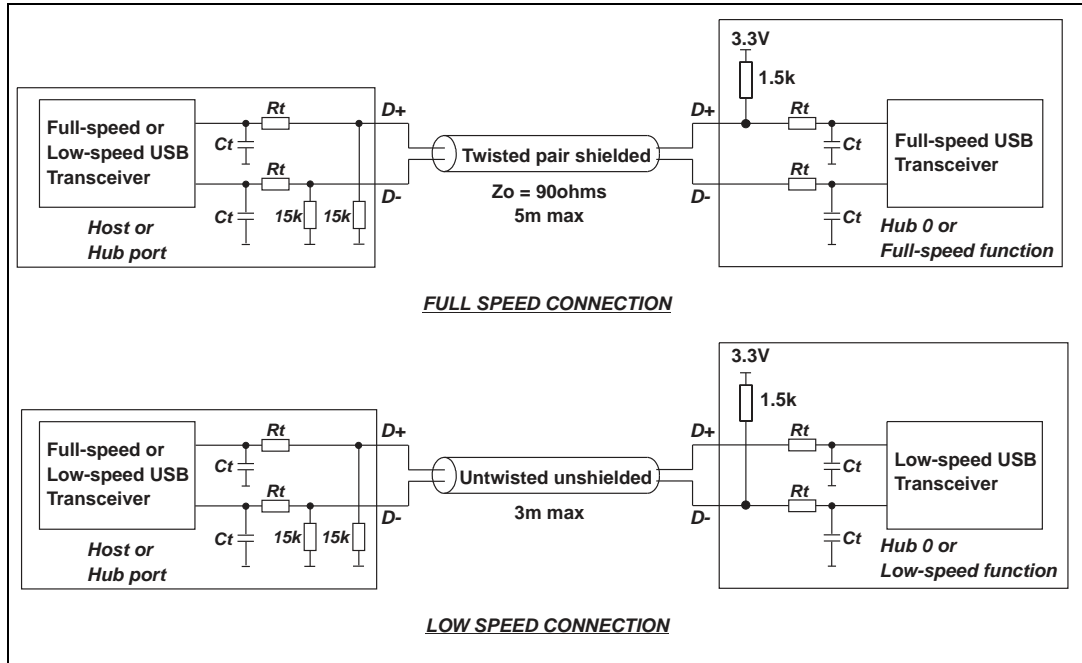 3.3V
1.5k
Full-speed or
Low-speed USB
Transceiver
Rt
Ct
Rt
Ct
15k 15k
Host or
Hub port
D+
D-
Twisted pair shielded
Zo = 90ohms
5m max
D+
D-
Rt
Ct
Rt
Ct
Full-speed USB
Transceiver
Hub 0 or
Full-speed function
FULL SPEED CONNECTION
3.3V
1.5k
Full-speed or
Low-speed USB
Transceiver
Rt
Ct
Rt
Ct
15k 15k
Host or
Hub port
D+
D-
Untwisted unshielded
3m max
D+
D-
Rt
Ct
Rt
Ct
Low-speed USB
Transceiver
Hub 0 or
Low-speed function
LOW SPEED CONNECTION